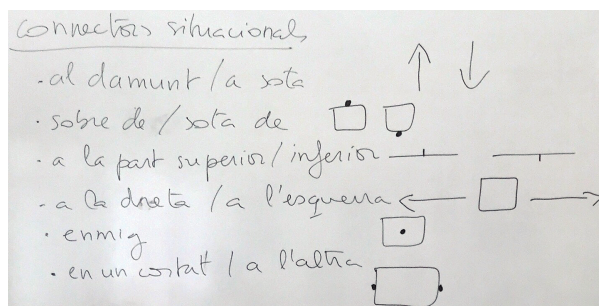 connectors situacionals
· al damunt / a sota
· sobre de / sota de
· a la part superior / inferior
· a la dreta / a l'esquerra
· enmig
· en un costat / a l'altra